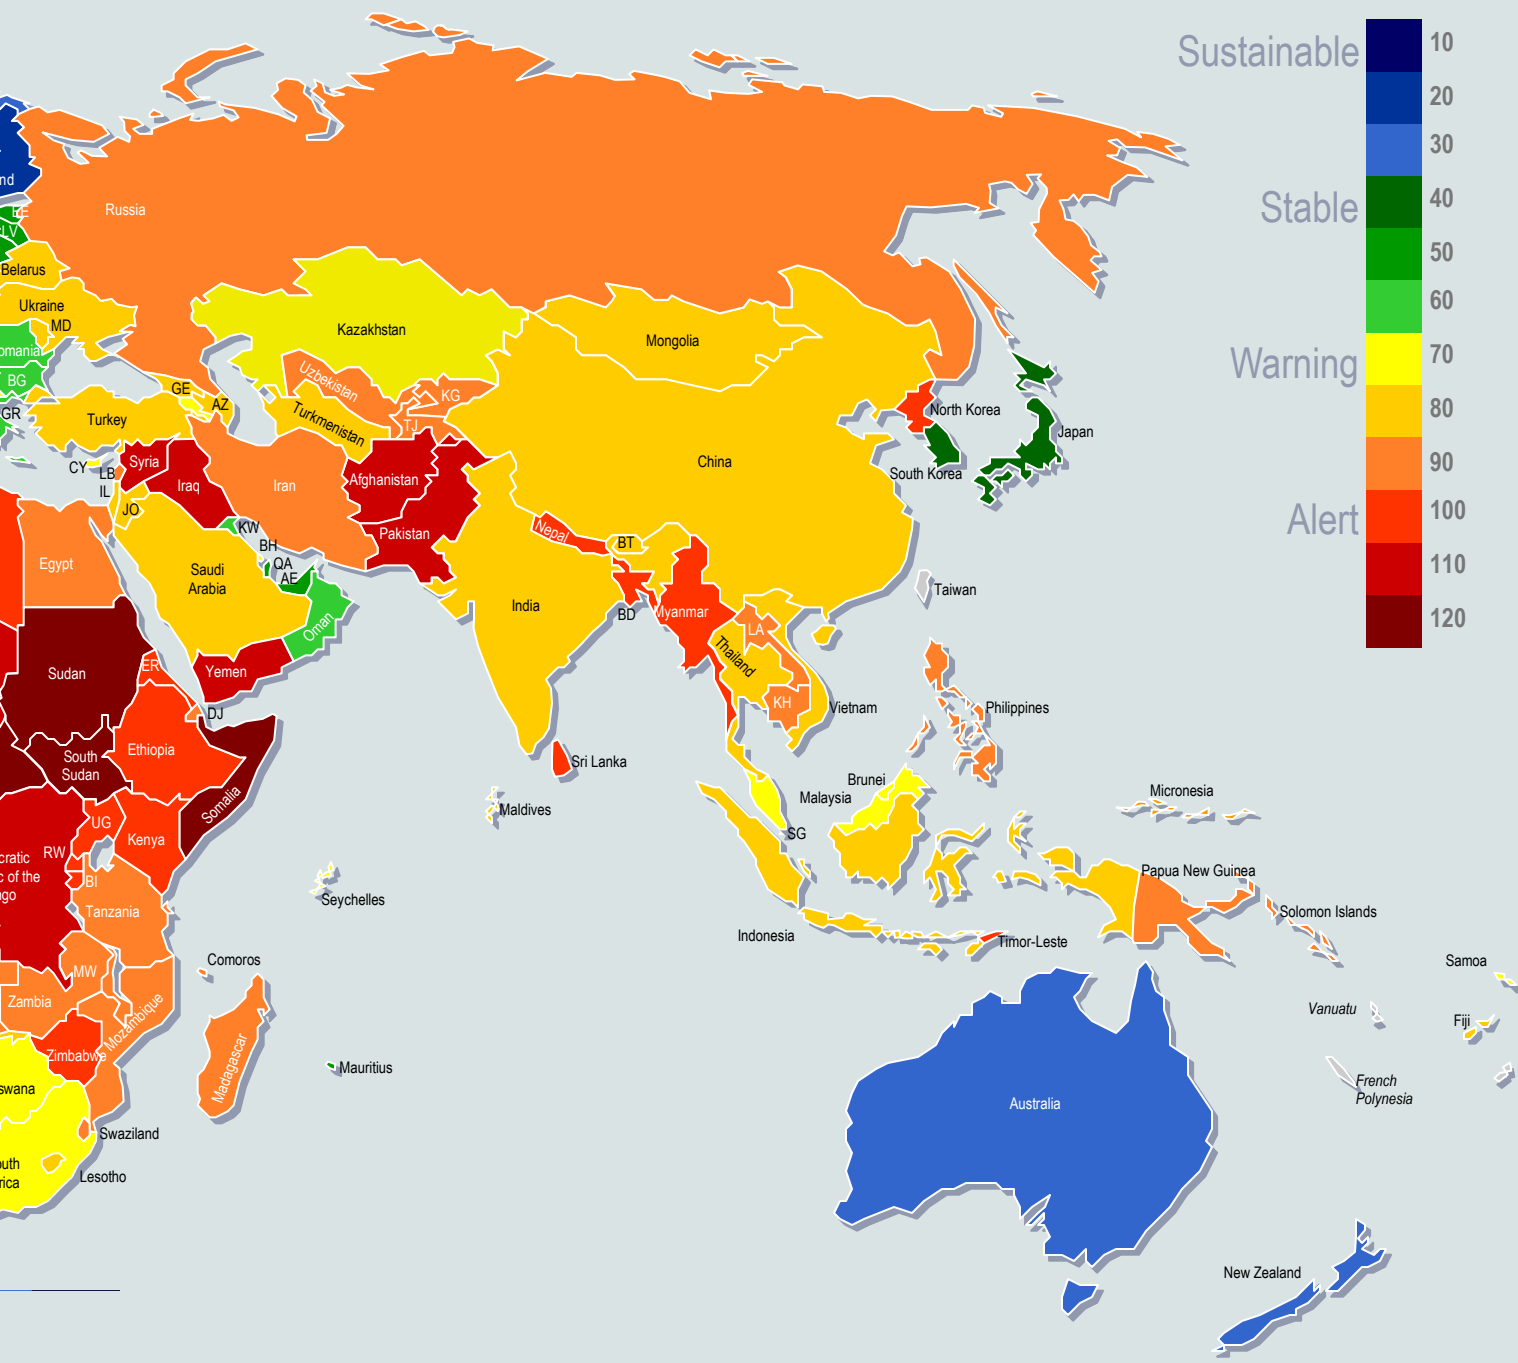 Sustainable
10
20
30
Stable
40
50
60
Warning
70
80
90
Alert
100
110
120
nd
EE
LV
Belarus
Ukraine
MD
omania
BG
GR
Russia
Kazakhstan
Mongolia
Uzbekistan
KG
Turkmenistan
TJ
GE
AZ
Turkey
CY
LB
IL
Syria
Iraq
Iran
JO
KW
BH
QA
AE
Afghanistan
Pakistan
China
North Korea
South Korea
Japan
Nepal
BT
India
BD
Myanmar
Taiwan
Egypt
Saudi
Arabia
Oman
Yemen
Sudan
ER
DJ
South
Sudan
Ethiopia
Somalia
LA
Thailand
KH
Vietnam
Philippines
Sri Lanka
Maldives
Brunei
Malaysia
SG
Micronesia
UG
Kenya
RW
BI
cratic
c of the
ngo
Tanzania
Seychelles
Papua New Guinea
Solomon Islands
Indonesia
Timor-Leste
Comoros
MW
Zambia
Mozambique
Madagascar
Samoa
Vanuatu
Fiji
Zimbabwe
Mauritius
swana
French
Polynesia
Australia
Swaziland
outh
rica
Lesotho
New Zealand